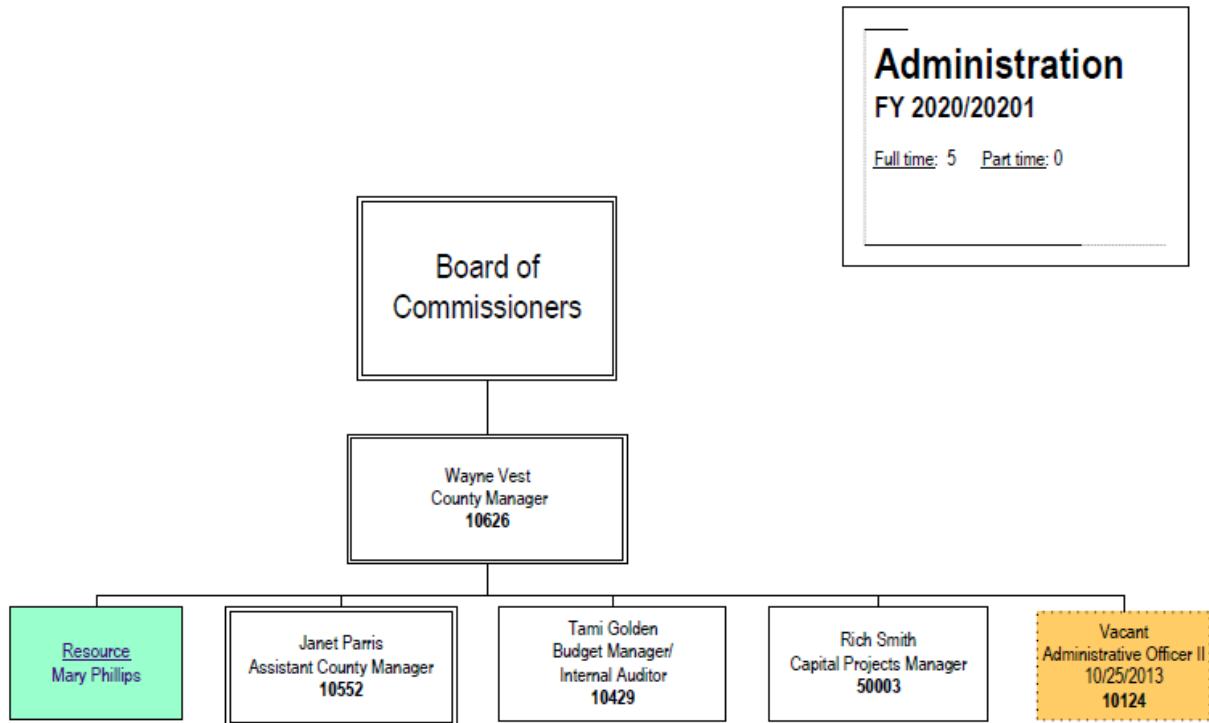 Administration
FY 2020/20201
Full time: 5 Part time: 0
Board of
Commissioners
Wayne Vest
County Manager
10626
Resource
Mary Phillips
Janet Parris
Assistant County Manager
10552
Tami Golden
Budget Manager/
Internal Auditor
10429
Rich Smith
Capital Projects Manager
50003
Vacant
Administrative Officer II
10/25/2013
10124